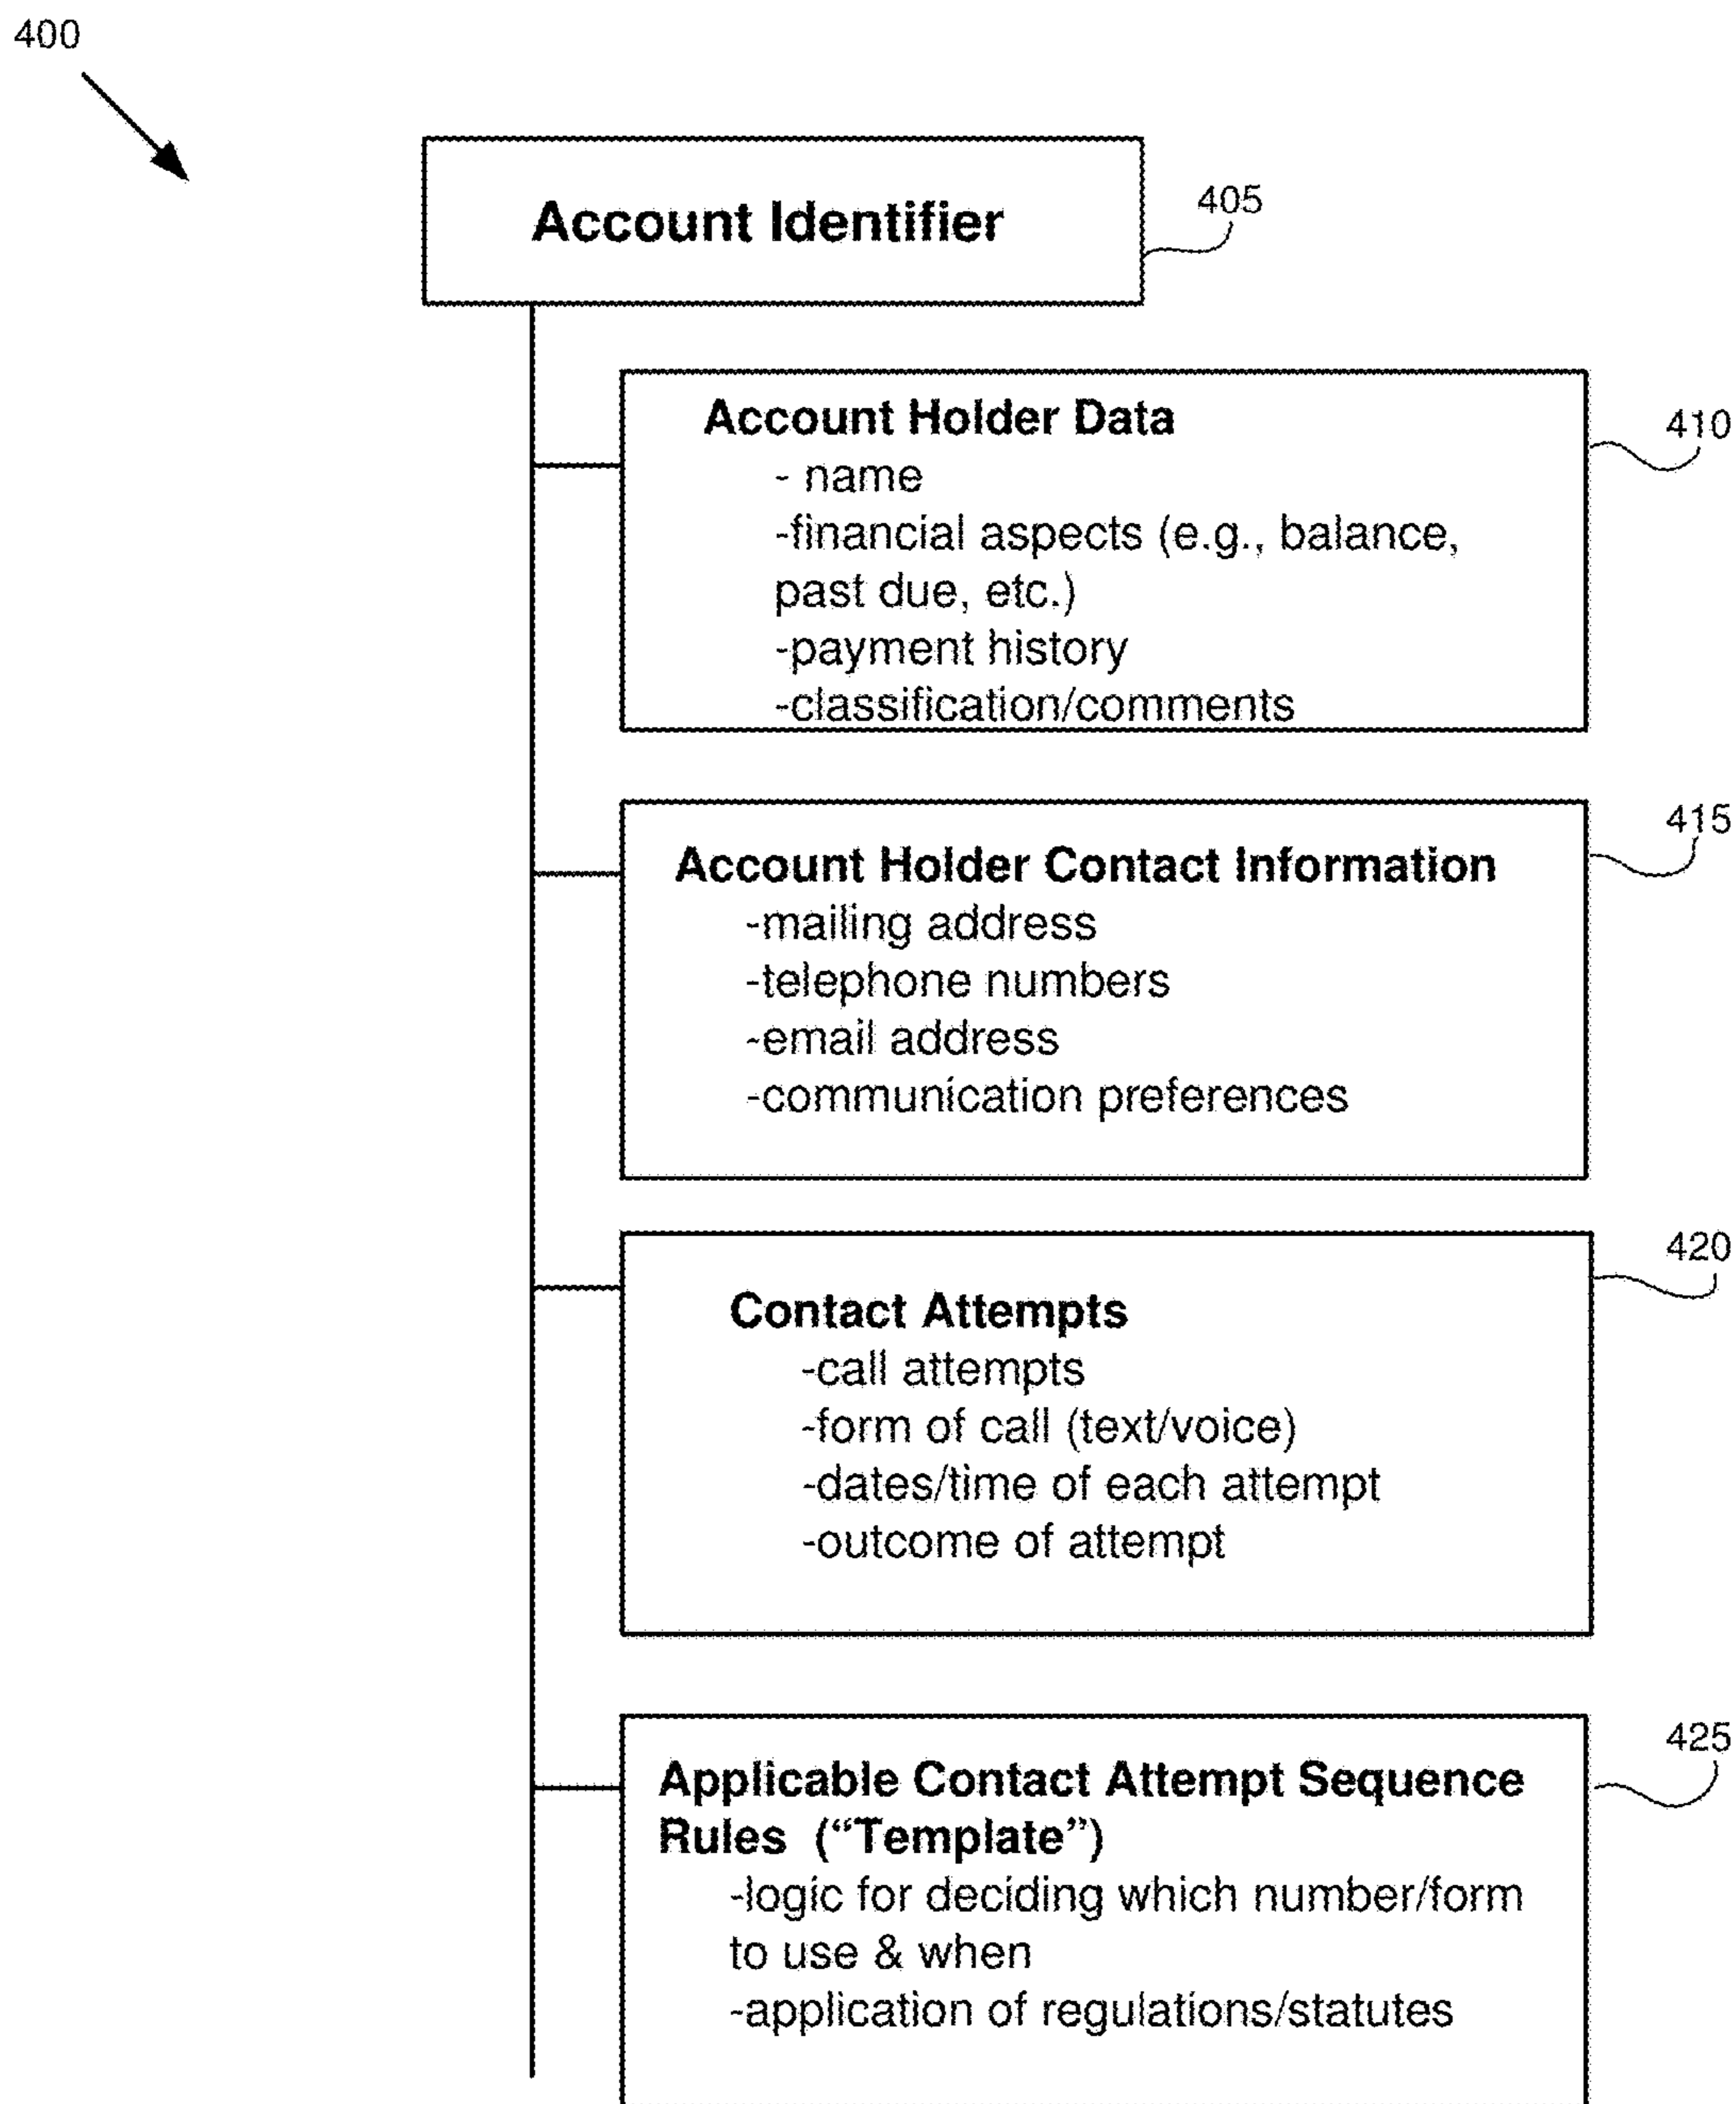 400
Account Identifier
405
Account Holder Data
- name
-financial aspects (e.g., balance,
past due, etc.)
-payment history
-classification/comments
410
Account Holder Contact Information
-mailing address
-telephone numbers
-email address
-communication preferences
415
Contact Attempts
-call attempts
-form of call (text/voice)
-dates/time of each attempt
-outcome of attempt
420
Applicable Contact Attempt Sequence
Rules (“Template”)
-logic for deciding which number/form
to use & when
-application of regulations/statutes
425